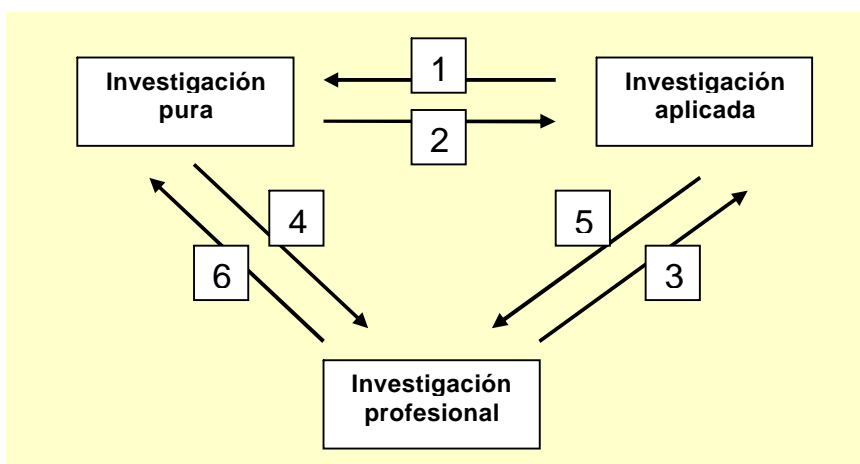 1
Investigación
pura
Investigación
aplicada
2
4
5
6
3
Investigación
profesional